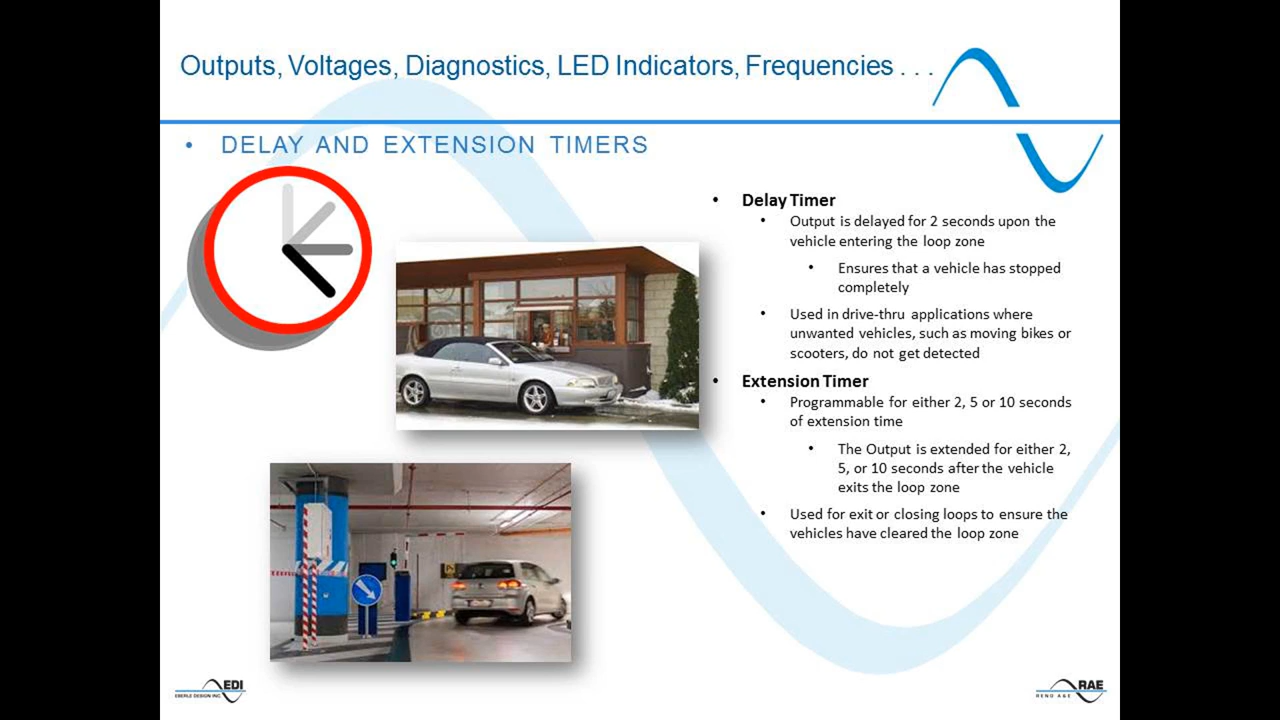 Outputs, Voltages, Diagnostics, LED Indicators, Frequencies . . .
• DELAY AND EXTENSION TIMERS
• Delay Timer
• Output is delayed for 2 seconds upon the
vehicle entering the loop zone
• Ensures that a vehicle has stopped
completely
• Used in drive-thru applications where
unwanted vehicles, such as moving bikes or
scooters, do not get detected
• Extension Timer
• Programmable for either 2, 5 or 10 seconds
of extension time
• The Output is extended for either 2,
5, or 10 seconds after the vehicle
exits the loop zone
• Used for exit or closing loops to ensure the
vehicles have cleared the loop zone
EDI
EBERLE DESIGN INC.
RAE
RENO A&E